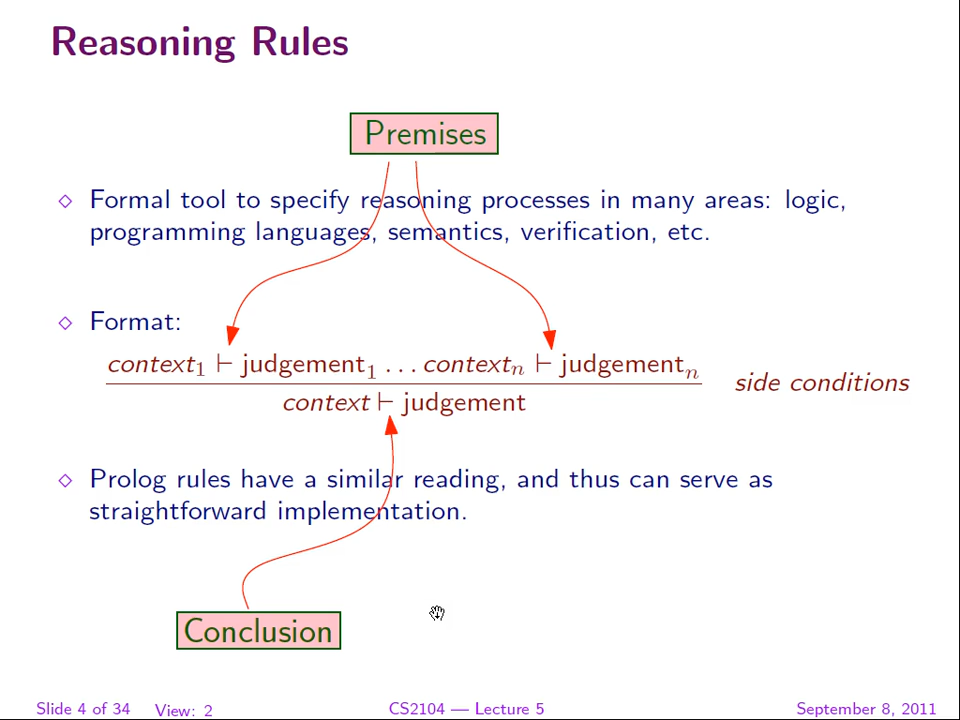 Reasoning Rules
Premises
◇ Formal tool to specify reasoning processes in many areas: logic,
programming languages, semantics, verification, etc.
◇ Format:
context₁ ⊢ judgement₁ … contextₙ ⊢ judgementₙ
side conditions
context ⊢ judgement
◇ Prolog rules have a similar reading, and thus can serve as
straightforward implementation.
Conclusion
Slide 4 of 34 View: 2 CS2104 — Lecture 5 September 8, 2011